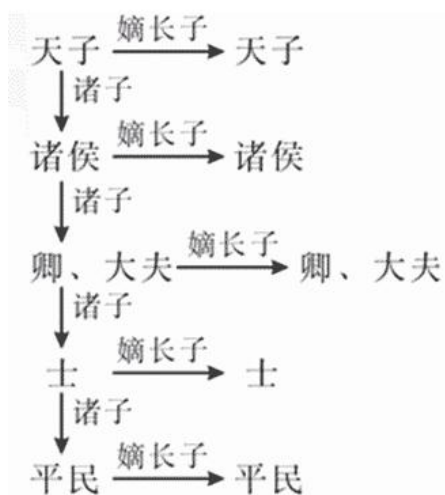 嫡长子
天子 天子
诸子
嫡长子
诸侯 诸侯
诸子
嫡长子
卿、大夫 卿、大夫
诸子
嫡长子
士 士
诸子
嫡长子
平民 平民